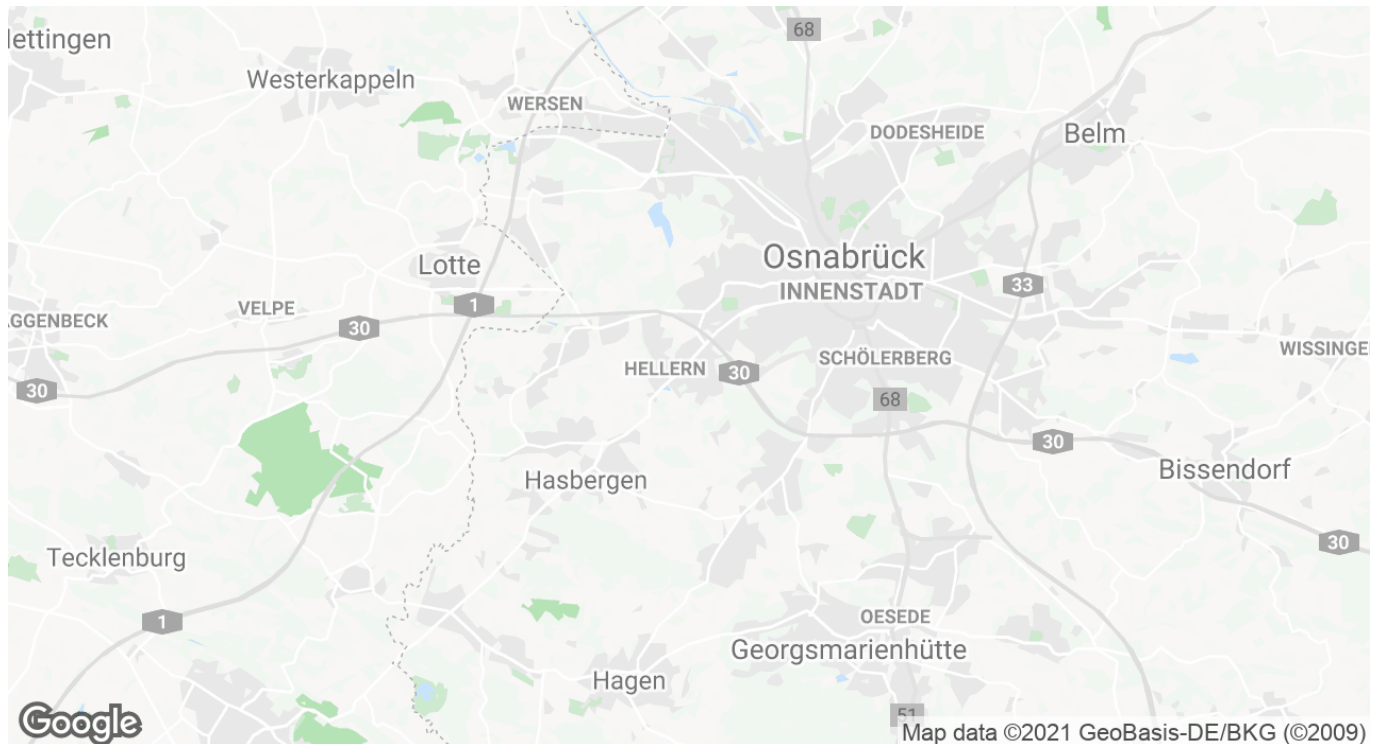 68
lettingen
Westerkappeln
WERSEN
DODESHEIDE
Belm
Osnabrück
INNENSTADT
Lotte
33
1
VELPE
AGGENBECK
30
HELLERN
SCHÖLERBERG
WISSINGE
30
30
68
30
Hasbergen
Bissendorf
Tecklenburg
30
1
OESEDE
Georgsmarienhütte
Hagen
51
Google
Map data ©2021 GeoBasis-DE/BKG (©2009)